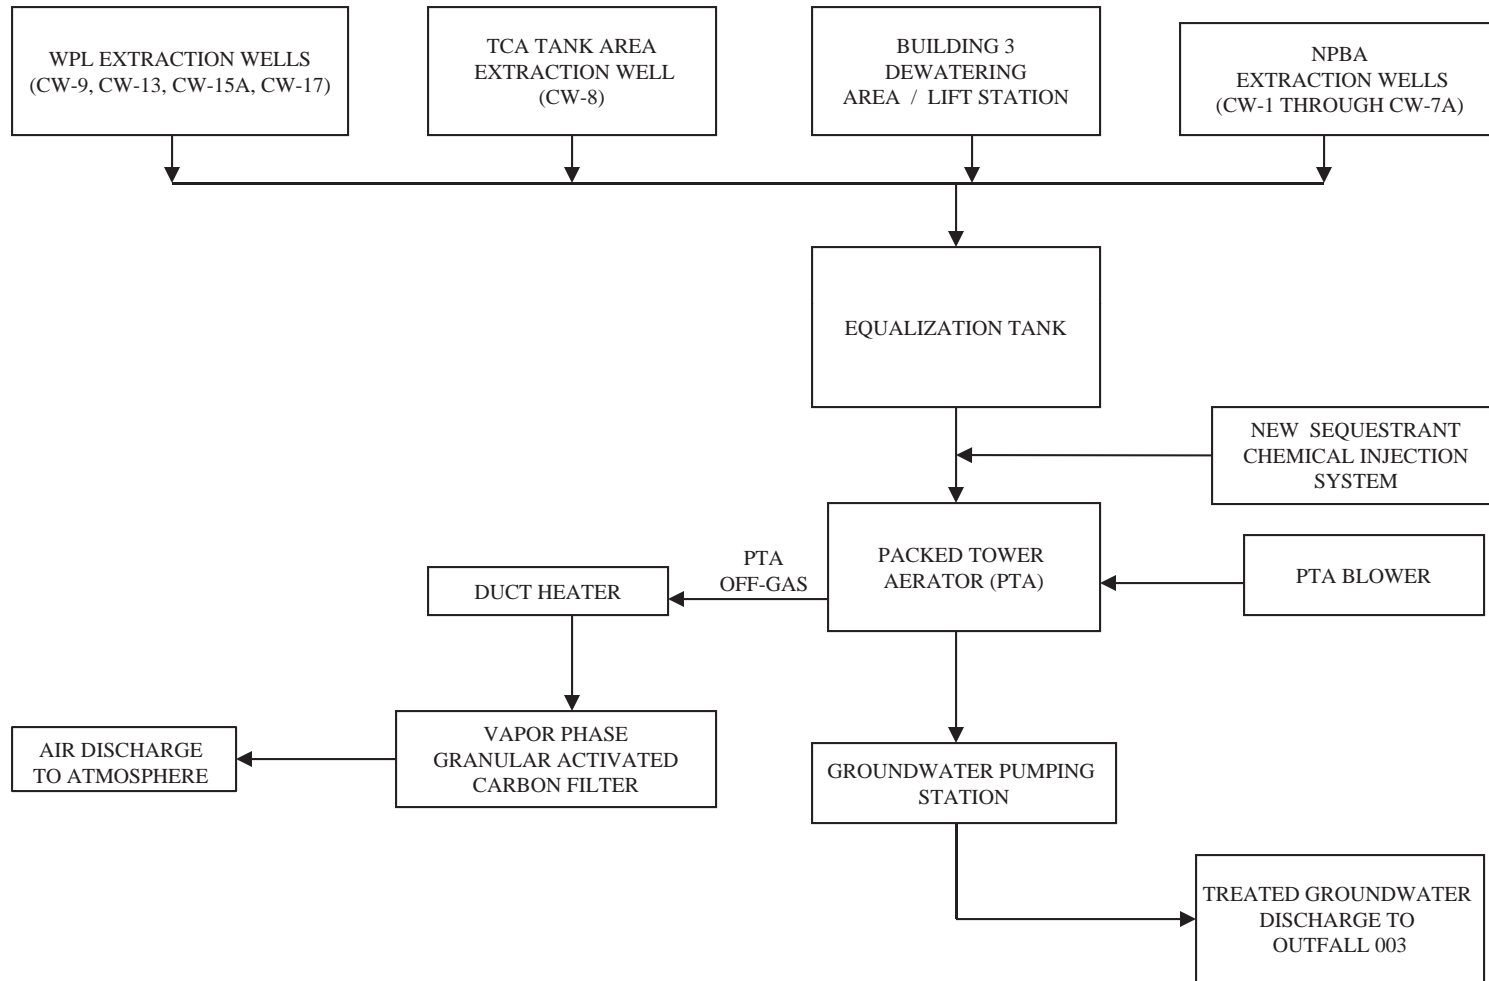 WPL EXTRACTION WELLS
(CW-9, CW-13, CW-15A, CW-17)
TCA TANK AREA
EXTRACTION WELL
(CW-8)
BUILDING 3
DEWATERING
AREA / LIFT STATION
NPBA
EXTRACTION WELLS
(CW-1 THROUGH CW-7A)
EQUALIZATION TANK
NEW SEQUESTRANT
CHEMICAL INJECTION
SYSTEM
PACKED TOWER
AERATOR (PTA)
PTA BLOWER
PTA
OFF-GAS
DUCT HEATER
VAPOR PHASE
GRANULAR ACTIVATED
CARBON FILTER
AIR DISCHARGE
TO ATMOSPHERE
GROUNDWATER PUMPING
STATION
TREATED GROUNDWATER
DISCHARGE TO
OUTFALL 003